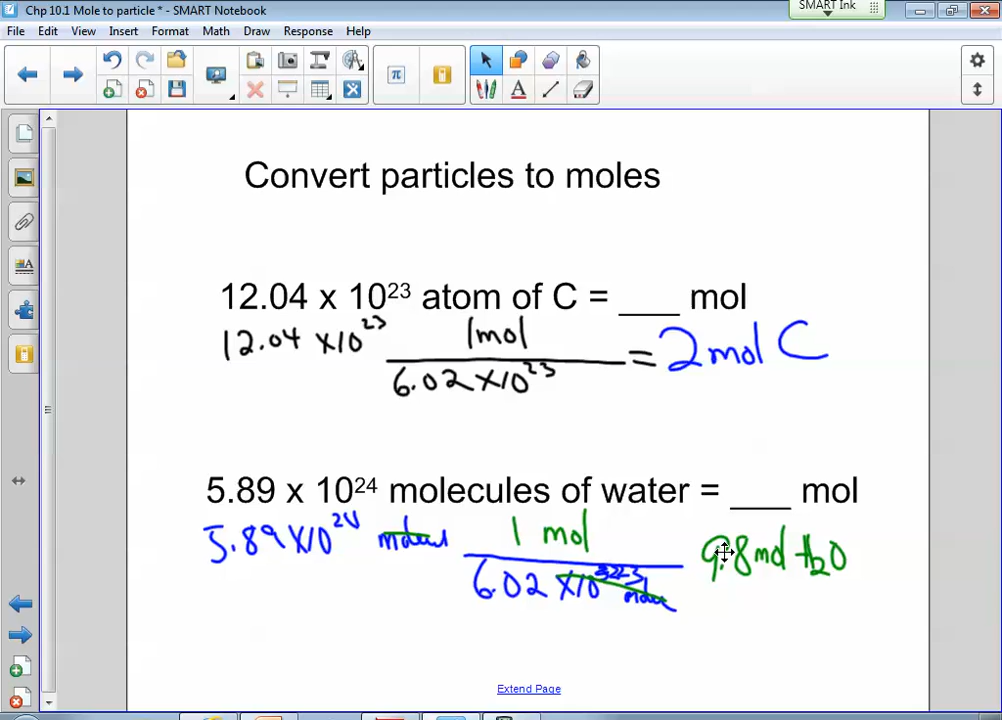 Chp 10.1 Mole to particle * - SMART Notebook
SMART Ink
File Edit View Insert Format Math Draw Response Help
Convert particles to moles
12.04 x 10²³ atom of C = ____ mol
12.04 x10²³ 1mol
6.02 x10²³
= 2 mol C
5.89 x 10²⁴ molecules of water = ____ mol
5.89 x10²⁴ 1 mol
6.02 x10
9.8 mol H₂O
Extend Page